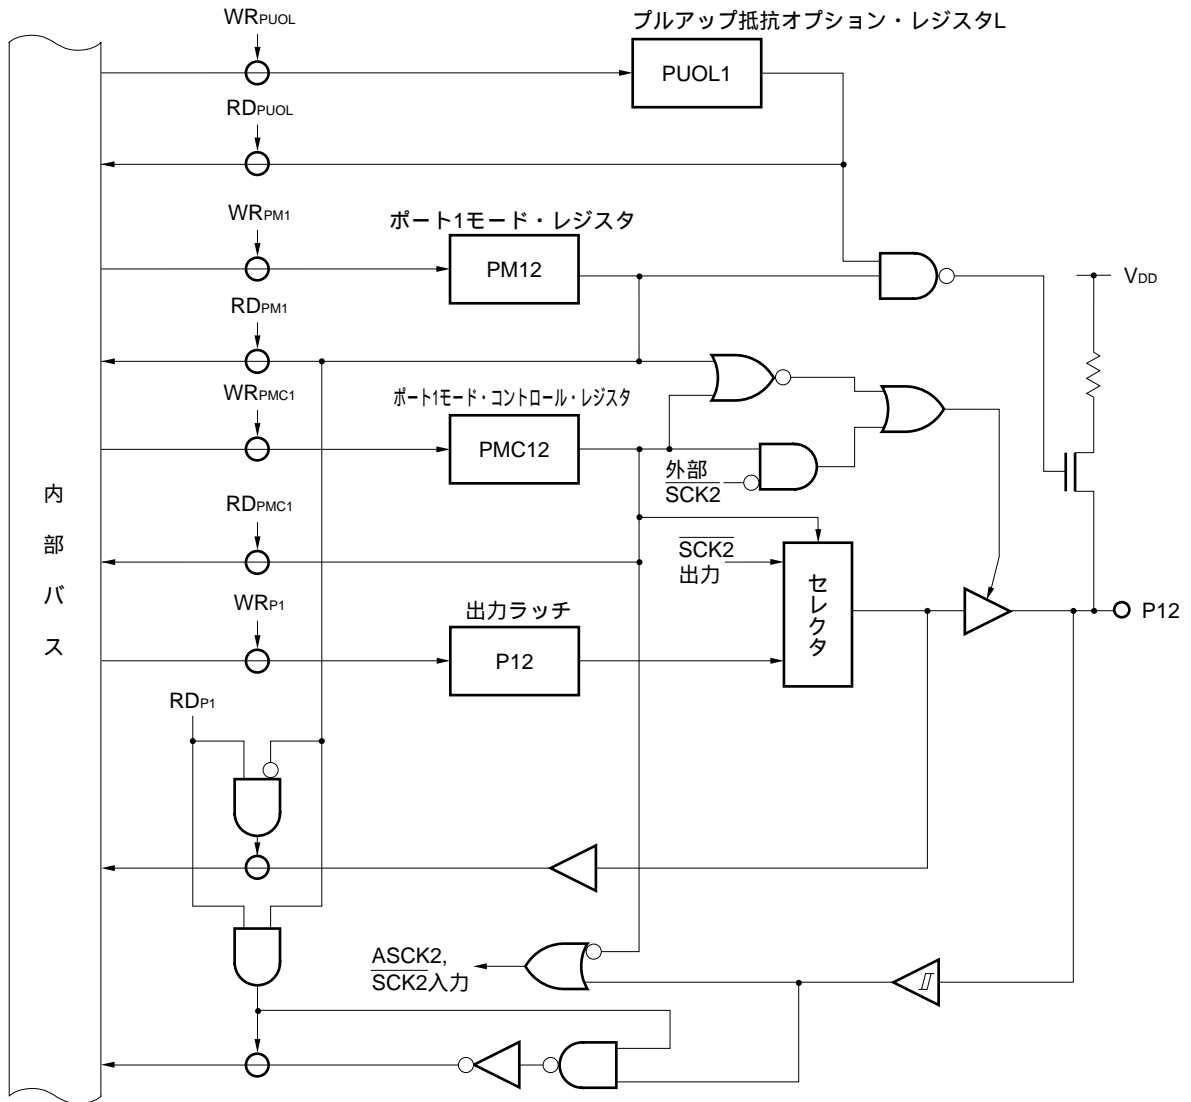 WRPUOL
プルアップ抵抗オプション・レジスタL
PUOL1
RDPUOL
WRPM1
ポート1モード・レジスタ
PM12
VDD
RDPM1
WRPMC1
ポート1モード・コントロール・レジスタ
PMC12
外部
SCK2
内部バス
RDPMC1
SCK2
出力
セレクタ
WRP1
出力ラッチ
P12
P12
RDP1
ASCK2,
SCK2入力